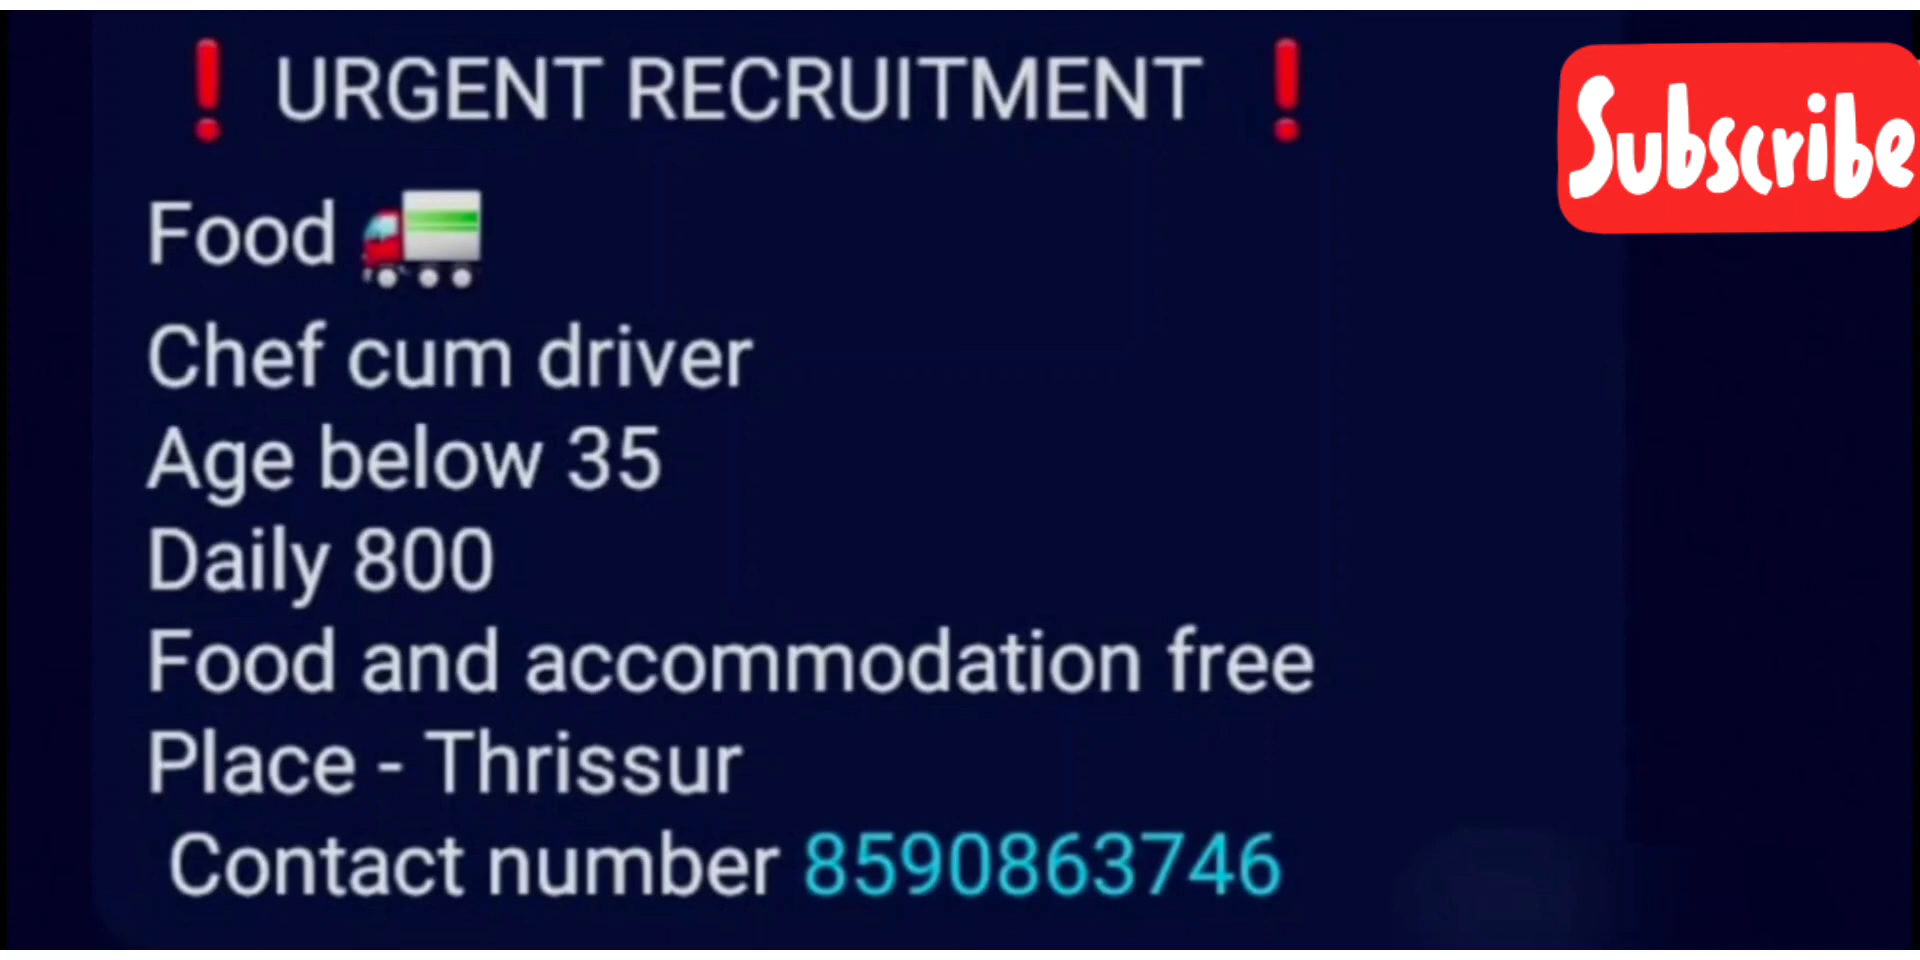 ❗ URGENT RECRUITMENT ❗
Subscribe
Food 🚛
Chef cum driver
Age below 35
Daily 800
Food and accommodation free
Place - Thrissur
Contact number 8590863746